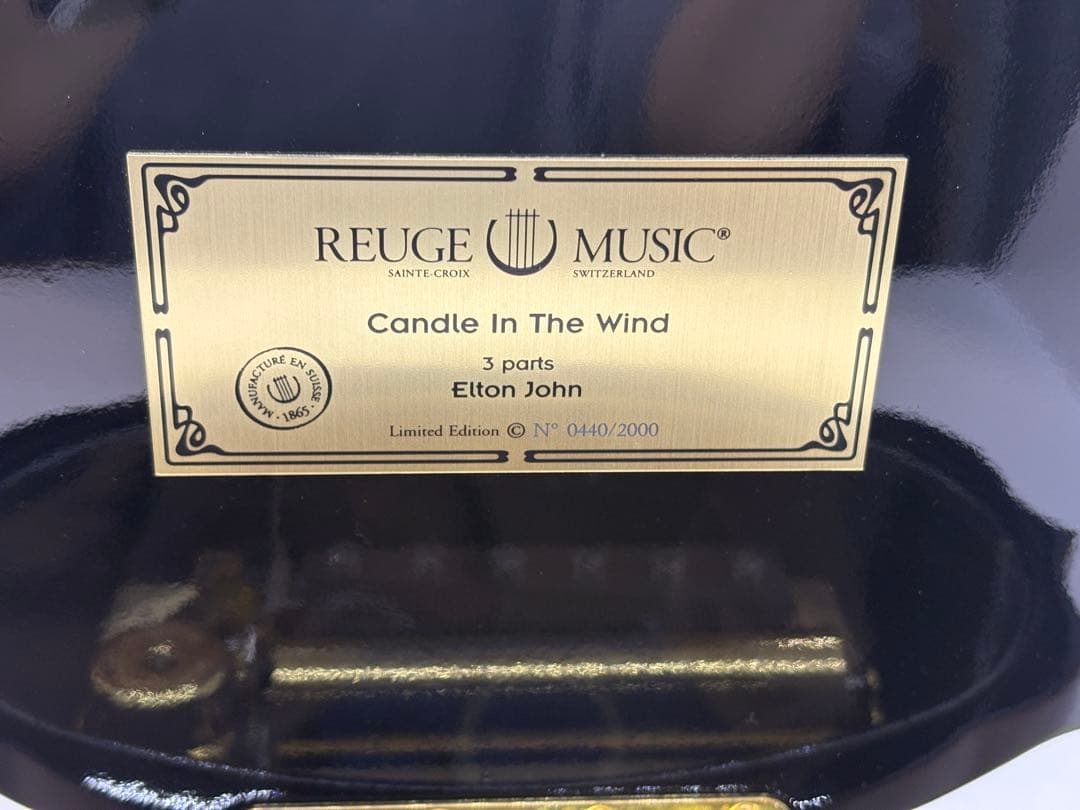 REUGE MUSIC®
SAINTE-CROIX SWITZERLAND
Candle In The Wind
3 parts
Elton John
MANUFACTURÉ EN SUISSE · 1865 ·
Limited Edition © N° 0440/2000